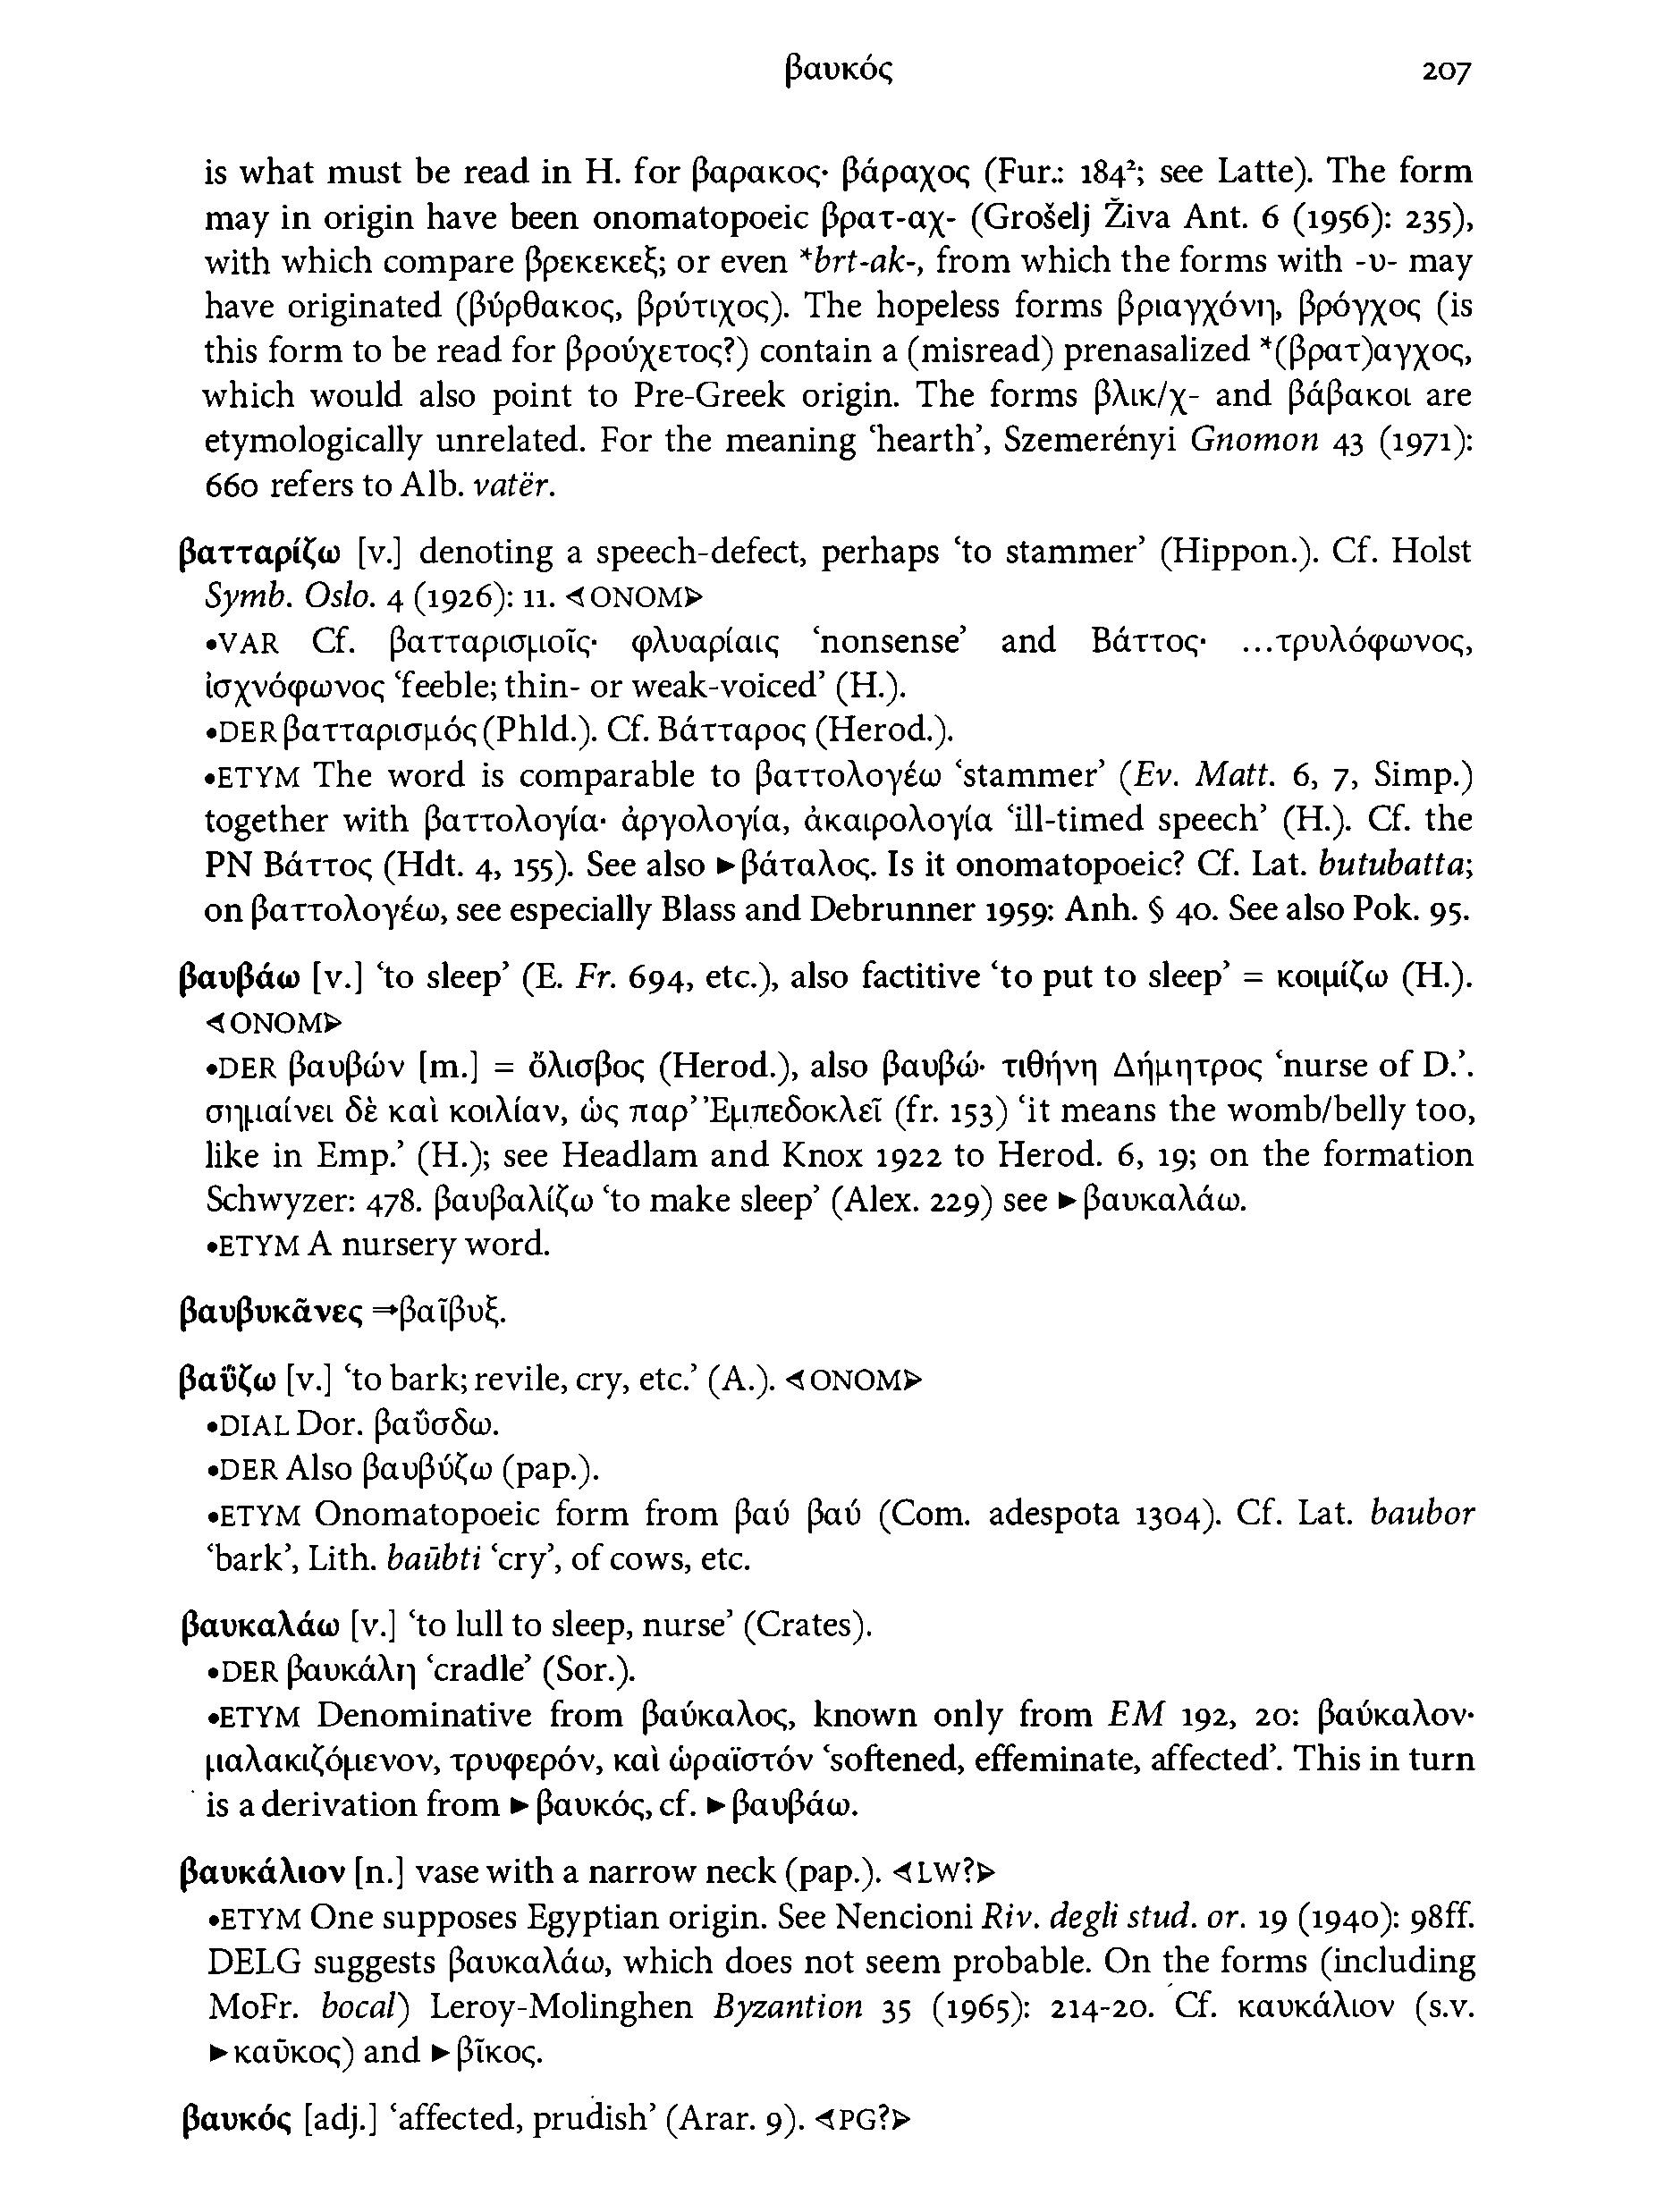 βαυκός 207
is what must be read in H. for βαρακος· βάραχος (Fur.: 184²; see Latte). The form
may in origin have been onomatopoeic βρατ-αχ- (Grošelj Živa Ant. 6 (1956): 235),
with which compare βρεκεκεξ; or even *brt-ak-, from which the forms with -υ- may
have originated (βύρθακος, βρύτιχος). The hopeless forms βριαγχόνη, βρόγχος (is
this form to be read for βρούχετος?) contain a (misread) prenasalized *(βρατ)αγχος,
which would also point to Pre-Greek origin. The forms βλικ/χ- and βάβακοι are
etymologically unrelated. For the meaning ‘hearth’, Szemerényi Gnomon 43 (1971):
660 refers to Alb. vatër.
βατταρίζω [v.] denoting a speech-defect, perhaps ‘to stammer’ (Hippon.). Cf. Holst
Symb. Oslo. 4 (1926): 11. ⊲ONOM⊳
•VAR Cf. βατταρισμοῖς· φλυαρίαις ‘nonsense’ and Βάττος· ...τρυλόφωνος,
ἰσχνόφωνος ‘feeble; thin- or weak-voiced’ (H.).
•DER βατταρισμός (Phld.). Cf. Βάτταρος (Herod.).
•ETYM The word is comparable to βαττολογέω ‘stammer’ (Ev. Matt. 6, 7, Simp.)
together with βαττολογία· ἀργολογία, ἀκαιρολογία ‘ill-timed speech’ (H.). Cf. the
PN Βάττος (Hdt. 4, 155). See also ►βάταλος. Is it onomatopoeic? Cf. Lat. butubatta;
on βαττολογέω, see especially Blass and Debrunner 1959: Anh. § 40. See also Pok. 95.
βαυβάω [v.] ‘to sleep’ (E. Fr. 694, etc.), also factitive ‘to put to sleep’ = κοιμίζω (H.).
⊲ONOM⊳
•DER βαυβών [m.] = ὄλισβος (Herod.), also βαυβώ· τιθήνη Δήμητρος ‘nurse of D.’.
σημαίνει δὲ καὶ κοιλίαν, ὡς παρ’ Ἐμπεδοκλεῖ (fr. 153) ‘it means the womb/belly too,
like in Emp.’ (H.); see Headlam and Knox 1922 to Herod. 6, 19; on the formation
Schwyzer: 478. βαυβαλίζω ‘to make sleep’ (Alex. 229) see ►βαυκαλάω.
•ETYM A nursery word.
βαυβυκᾶνες ⇒βαῖβυξ.
βαΰζω [v.] ‘to bark; revile, cry, etc.’ (A.). ⊲ONOM⊳
•DIAL Dor. βαΰσδω.
•DER Also βαυβύζω (pap.).
•ETYM Onomatopoeic form from βαύ βαύ (Com. adespota 1304). Cf. Lat. baubor
‘bark’, Lith. baũbti ‘cry’, of cows, etc.
βαυκαλάω [v.] ‘to lull to sleep, nurse’ (Crates).
•DER βαυκάλη ‘cradle’ (Sor.).
•ETYM Denominative from βαύκαλος, known only from EM 192, 20: βαύκαλον·
μαλακιζόμενον, τρυφερόν, καὶ ὡραϊστόν ‘softened, effeminate, affected’. This in turn
is a derivation from ►βαυκός, cf. ►βαυβάω.
βαυκάλιον [n.] vase with a narrow neck (pap.). ⊲LW?⊳
•ETYM One supposes Egyptian origin. See Nencioni Riv. degli stud. or. 19 (1940): 98ff.
DELG suggests βαυκαλάω, which does not seem probable. On the forms (including
MoFr. bocal) Leroy-Molinghen Byzantion 35 (1965): 214-20. Cf. καυκάλιον (s.v.
►καῦκος) and ►βῖκος.
βαυκός [adj.] ‘affected, prudish’ (Arar. 9). ⊲PG?⊳